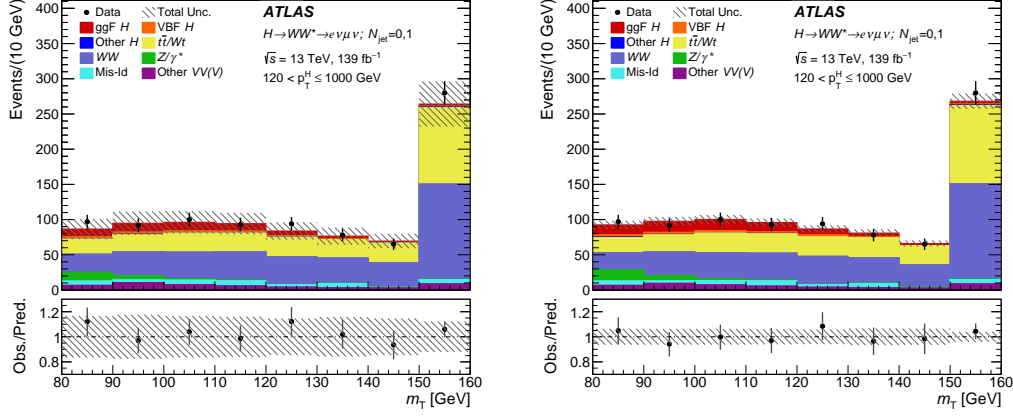 Events/(10 GeV)
400
350
300
250
200
150
100
50
0
Data
Total Unc.
ggF H
VBF H
Other H
tt̄/Wt
WW
Z/γ*
Mis-Id
Other VV(V)
ATLAS
H→WW*→eνμν; N_jet=0,1
√s = 13 TeV, 139 fb⁻¹
120 < p_T^H ≤ 1000 GeV
Obs./Pred.
1.2
1
0.8
80 90 100 110 120 130 140 150 160
m_T [GeV]
Events/(10 GeV)
400
350
300
250
200
150
100
50
0
Data
Total Unc.
ggF H
VBF H
Other H
tt̄/Wt
WW
Z/γ*
Mis-Id
Other VV(V)
ATLAS
H→WW*→eνμν; N_jet=0,1
√s = 13 TeV, 139 fb⁻¹
120 < p_T^H ≤ 1000 GeV
Obs./Pred.
1.2
1
0.8
80 90 100 110 120 130 140 150 160
m_T [GeV]